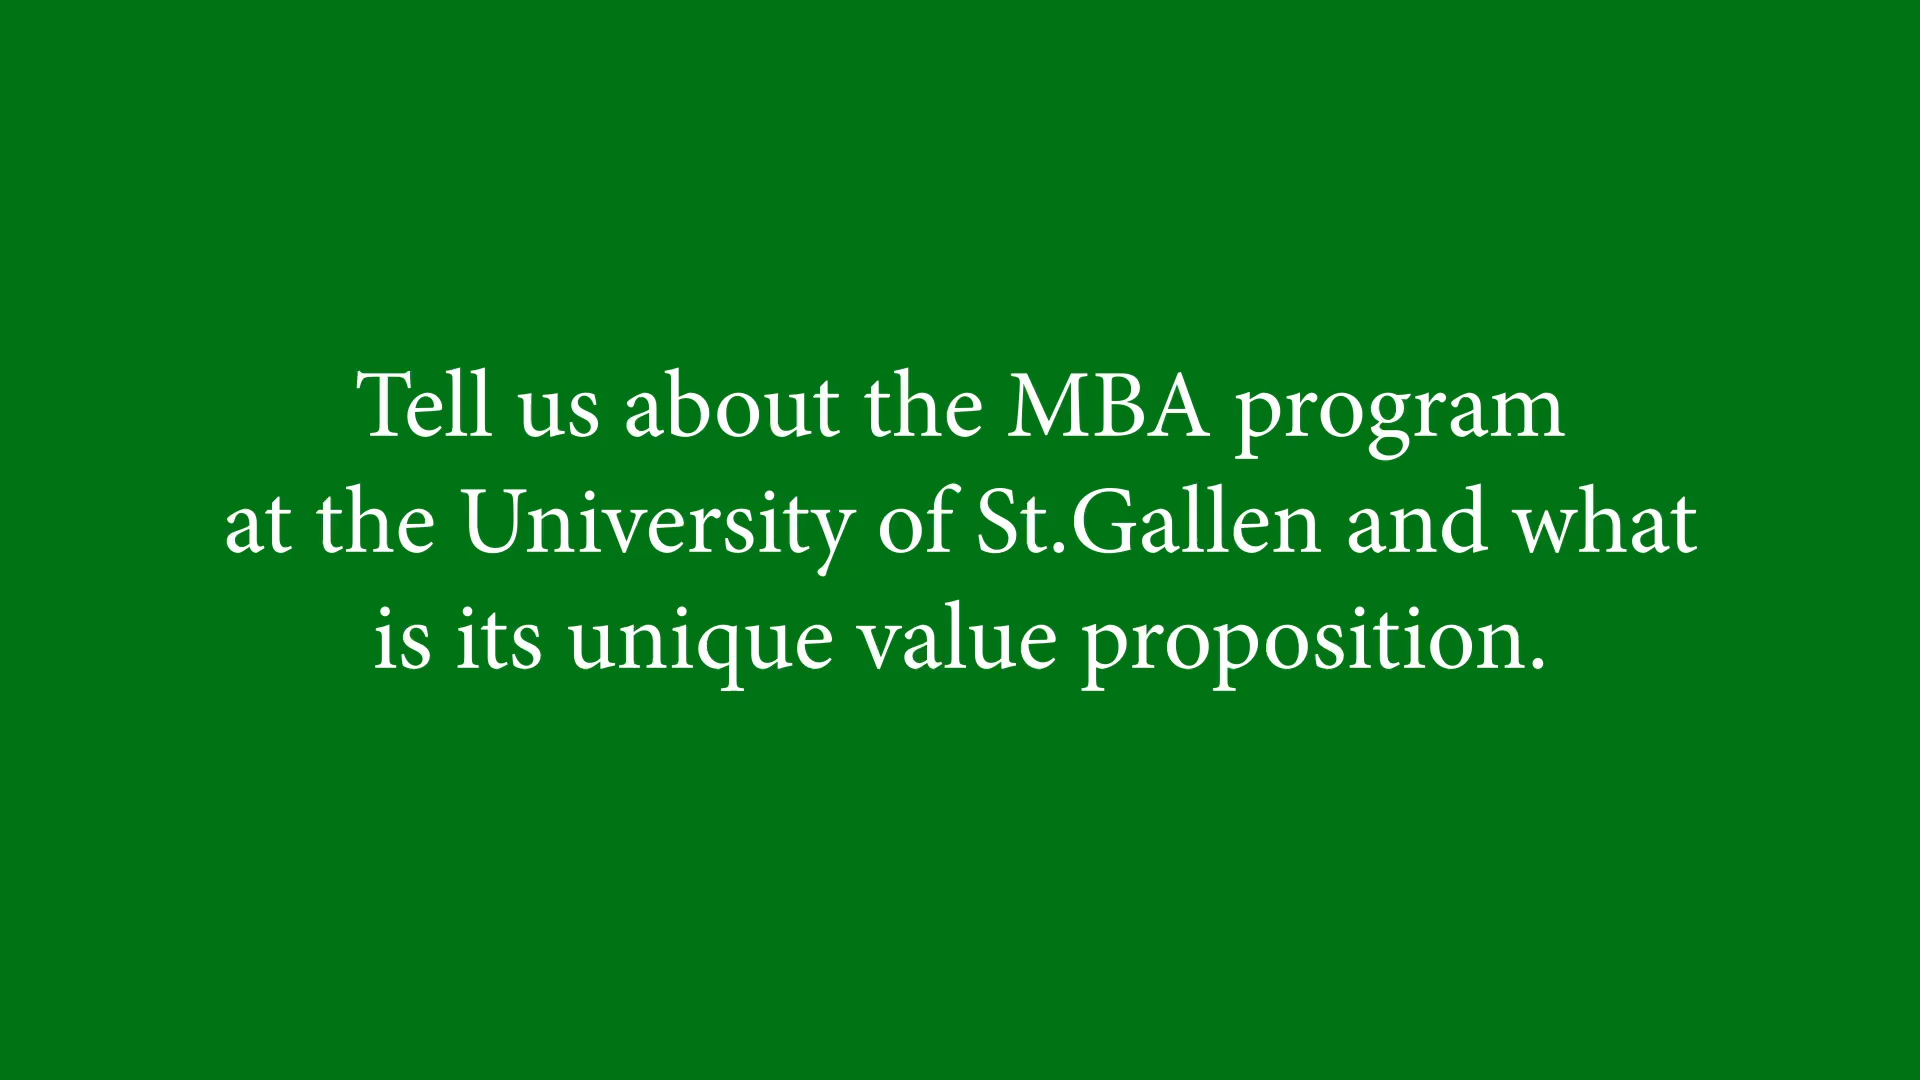 Tell us about the MBA program
at the University of St.Gallen and what
is its unique value proposition.